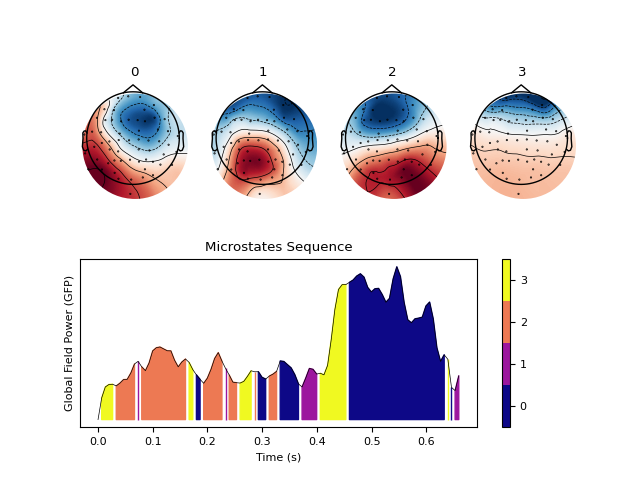 0 1 2 3
Microstates Sequence
Global Field Power (GFP)
3
2
1
0
0.0 0.1 0.2 0.3 0.4 0.5 0.6
Time (s)